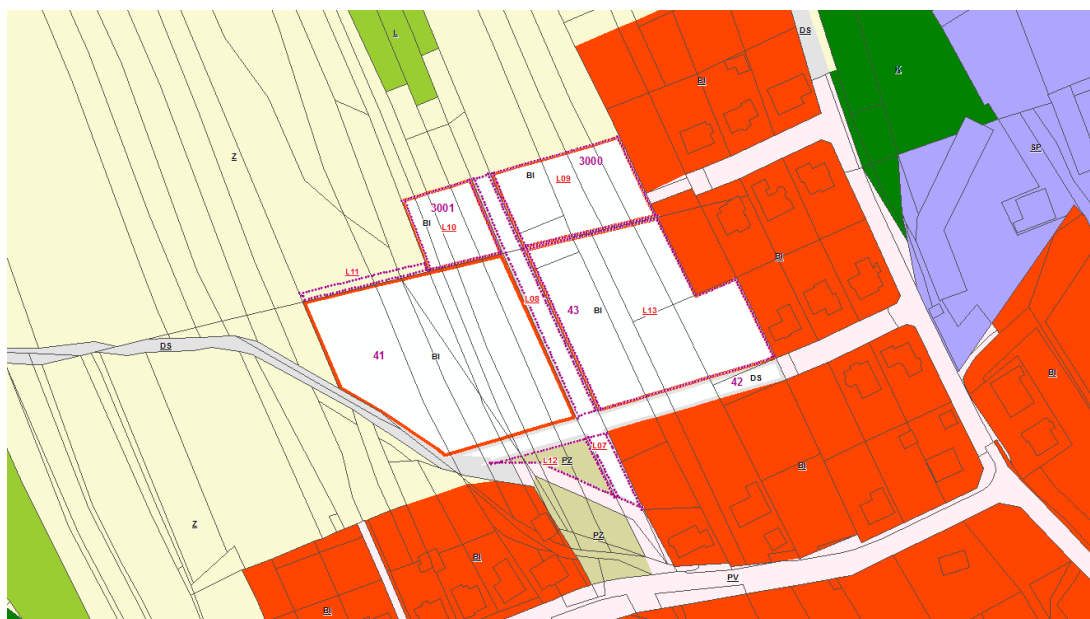 L
DS
BI
K
SP
Z
BI
3000
L09
3001
BI
L10
BI
L11
L08
43
BI
L13
DS
41
BI
42
DS
BI
L07
L12
PZ
BI
Z
PZ
BI
PV
BI